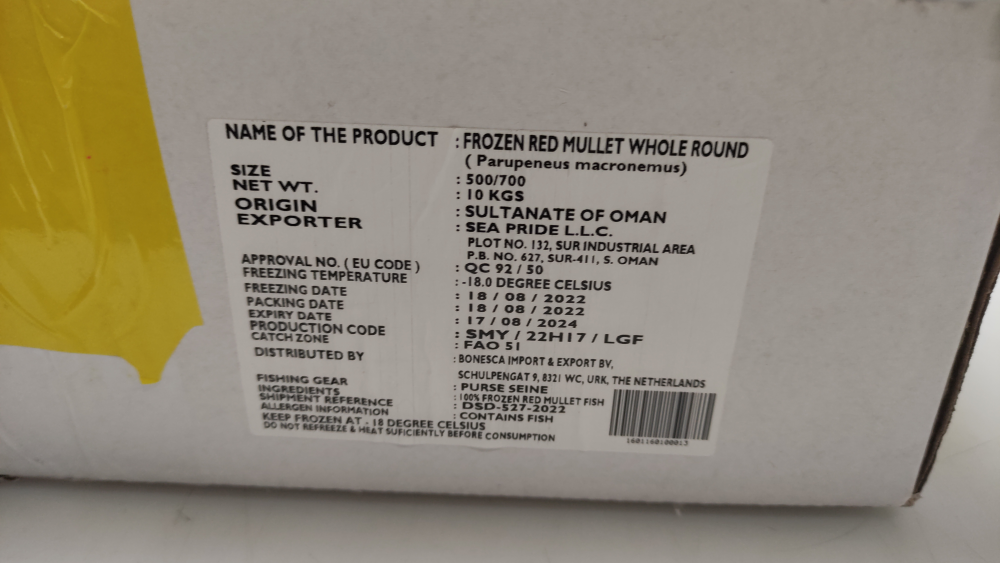 NAME OF THE PRODUCT : FROZEN RED MULLET WHOLE ROUND
( Parupeneus macronemus)
SIZE : 500/700
NET WT. : 10 KGS
ORIGIN : SULTANATE OF OMAN
EXPORTER : SEA PRIDE L.L.C.
PLOT NO. 132, SUR INDUSTRIAL AREA
P.B. NO. 627, SUR-411, S. OMAN
APPROVAL NO. ( EU CODE ) : QC 92 / 50
FREEZING TEMPERATURE : -18.0 DEGREE CELSIUS
FREEZING DATE : 18 / 08 / 2022
PACKING DATE : 18 / 08 / 2022
EXPIRY DATE : 17 / 08 / 2024
PRODUCTION CODE : SMY / 22H17 / LGF
CATCH ZONE : FAO 51
DISTRIBUTED BY : BONESCA IMPORT & EXPORT BV,
SCHULPENGAT 9, 8321 WC, URK, THE NETHERLANDS
FISHING GEAR : PURSE SEINE
INGREDIENTS : 100% FROZEN RED MULLET FISH
SHIPMENT REFERENCE : DSD-527-2022
ALLERGEN INFORMATION : CONTAINS FISH
KEEP FROZEN AT - 18 DEGREE CELSIUS
DO NOT REFREEZE & HEAT SUFICIENTLY BEFORE CONSUMPTION
1601160100013